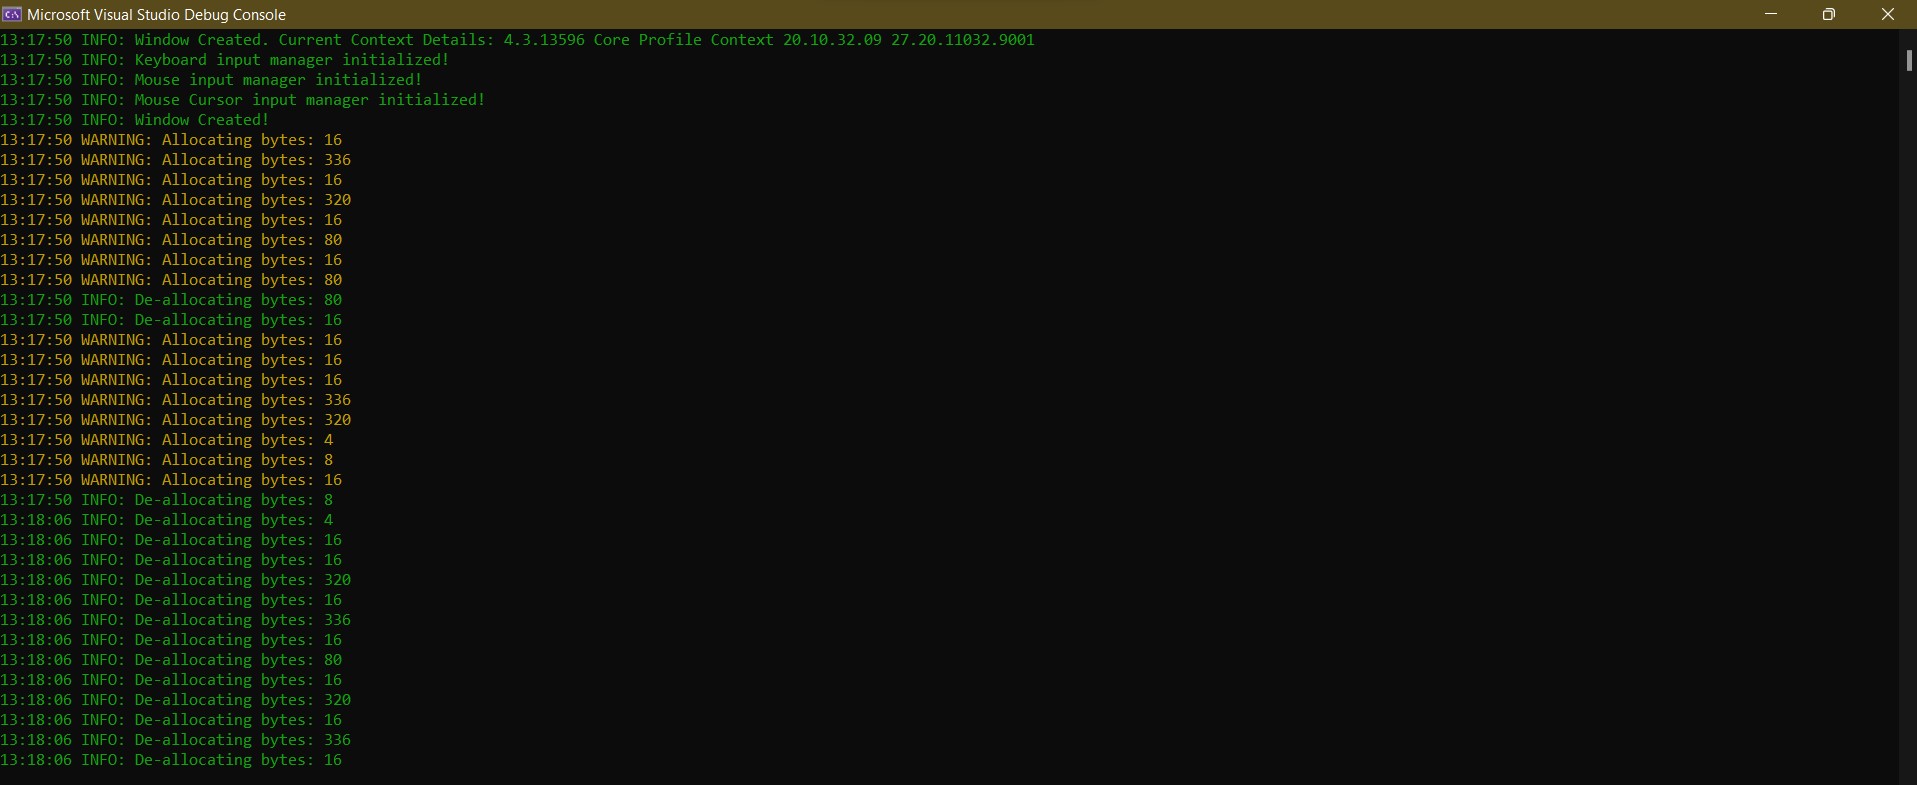 Microsoft Visual Studio Debug Console
13:17:50 INFO: Window Created. Current Context Details: 4.3.13596 Core Profile Context 20.10.32.09 27.20.11032.9001
13:17:50 INFO: Keyboard input manager initialized!
13:17:50 INFO: Mouse input manager initialized!
13:17:50 INFO: Mouse Cursor input manager initialized!
13:17:50 INFO: Window Created!
13:17:50 WARNING: Allocating bytes: 16
13:17:50 WARNING: Allocating bytes: 336
13:17:50 WARNING: Allocating bytes: 16
13:17:50 WARNING: Allocating bytes: 320
13:17:50 WARNING: Allocating bytes: 16
13:17:50 WARNING: Allocating bytes: 80
13:17:50 WARNING: Allocating bytes: 16
13:17:50 WARNING: Allocating bytes: 80
13:17:50 INFO: De-allocating bytes: 80
13:17:50 INFO: De-allocating bytes: 16
13:17:50 WARNING: Allocating bytes: 16
13:17:50 WARNING: Allocating bytes: 16
13:17:50 WARNING: Allocating bytes: 16
13:17:50 WARNING: Allocating bytes: 336
13:17:50 WARNING: Allocating bytes: 320
13:17:50 WARNING: Allocating bytes: 4
13:17:50 WARNING: Allocating bytes: 8
13:17:50 WARNING: Allocating bytes: 16
13:17:50 INFO: De-allocating bytes: 8
13:18:06 INFO: De-allocating bytes: 4
13:18:06 INFO: De-allocating bytes: 16
13:18:06 INFO: De-allocating bytes: 16
13:18:06 INFO: De-allocating bytes: 320
13:18:06 INFO: De-allocating bytes: 16
13:18:06 INFO: De-allocating bytes: 336
13:18:06 INFO: De-allocating bytes: 16
13:18:06 INFO: De-allocating bytes: 80
13:18:06 INFO: De-allocating bytes: 16
13:18:06 INFO: De-allocating bytes: 320
13:18:06 INFO: De-allocating bytes: 16
13:18:06 INFO: De-allocating bytes: 336
13:18:06 INFO: De-allocating bytes: 16